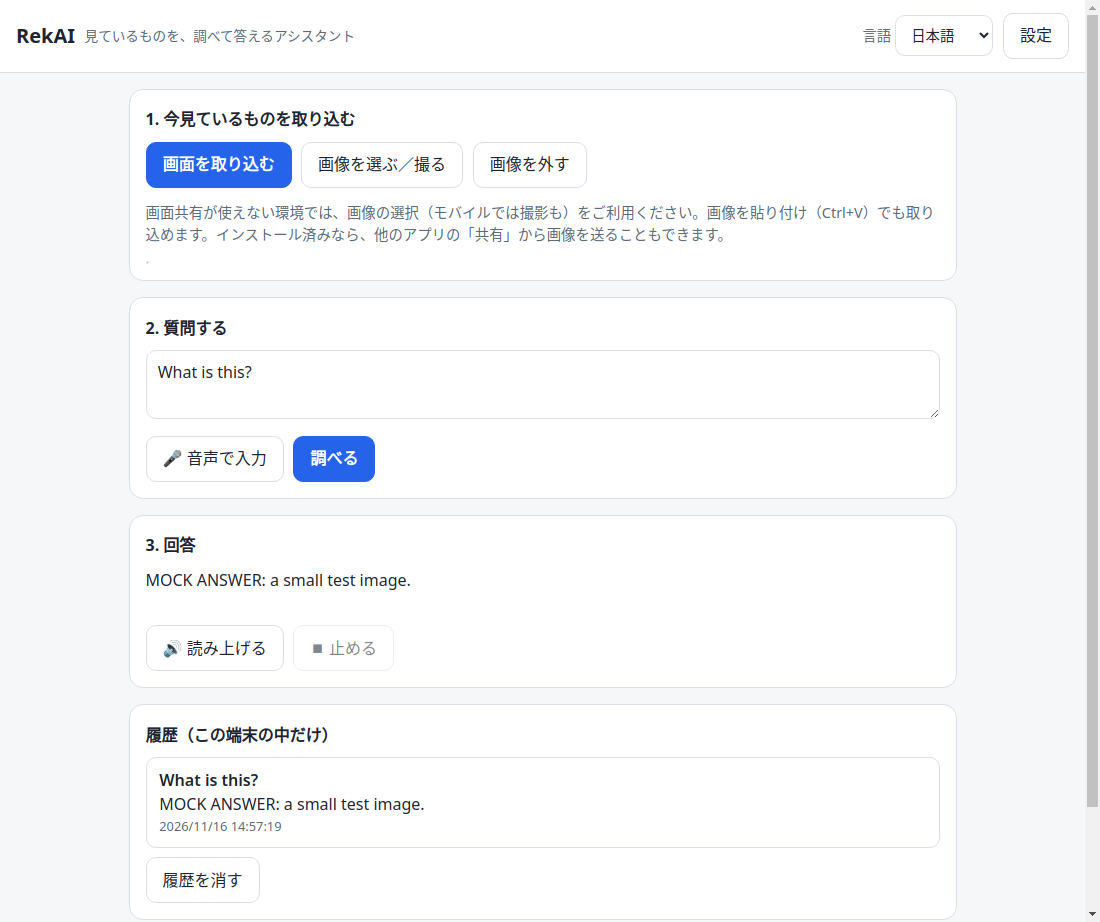 RekAI 見ているものを、調べて答えるアシスタント
言語 日本語 設定
1. 今見ているものを取り込む
画面を取り込む 画像を選ぶ／撮る 画像を外す
画面共有が使えない環境では、画像の選択（モバイルでは撮影も）をご利用ください。画像を貼り付け（Ctrl+V）でも取り
込めます。インストール済みなら、他のアプリの「共有」から画像を送ることもできます。
2. 質問する
What is this?
🎤 音声で入力 調べる
3. 回答
MOCK ANSWER: a small test image.
🔊 読み上げる ■ 止める
履歴（この端末の中だけ）
What is this?
MOCK ANSWER: a small test image.
2026/11/16 14:57:19
履歴を消す